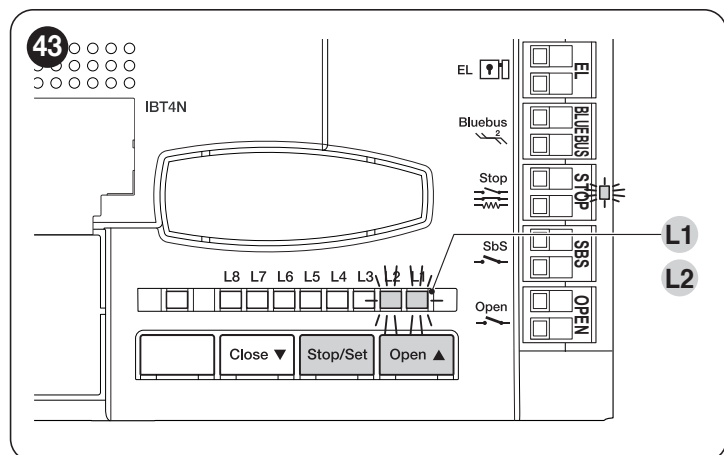 43
IBT4N
EL
Bluebus
2
Stop
SbS
Open
EL
BLUEBUS
STOP
SBS
OPEN
L1
L2
L8 L7 L6 L5 L4 L3 L2 L1
Close ▼ Stop/Set Open ▲